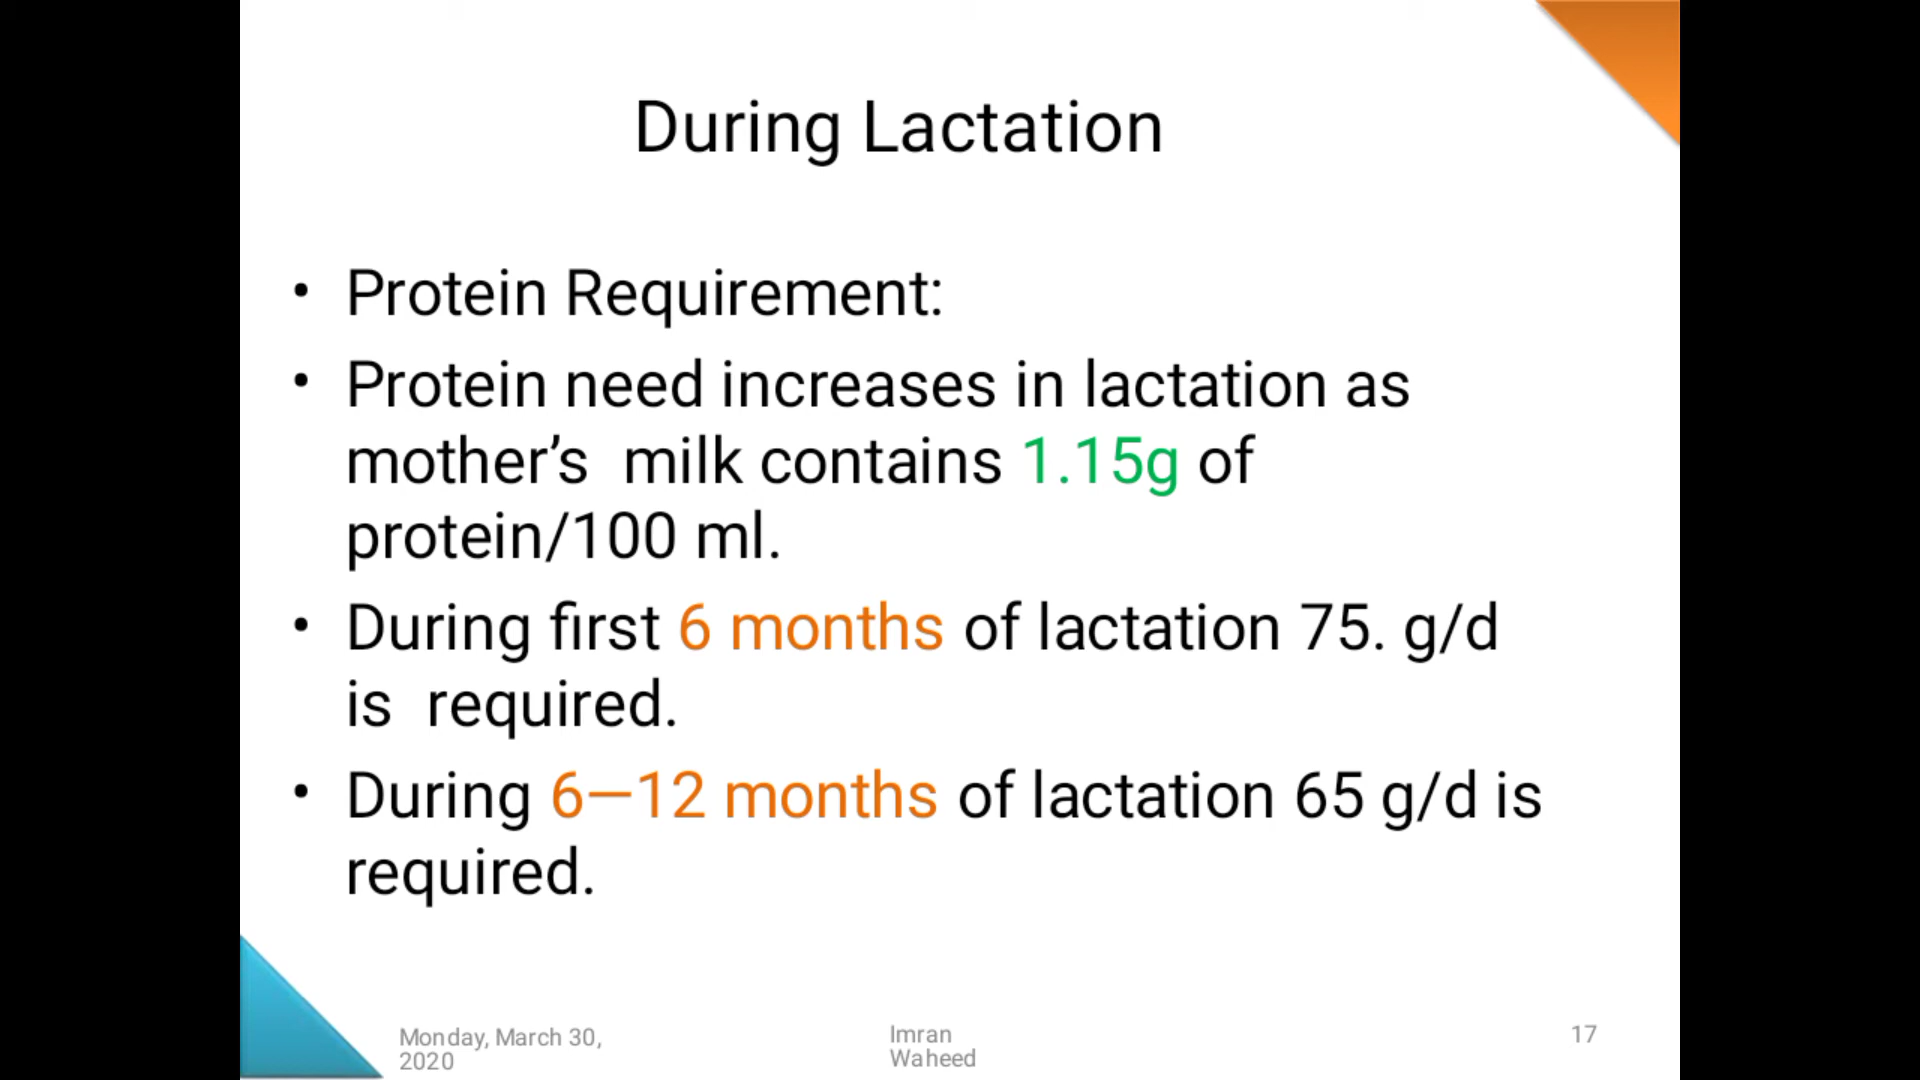 During Lactation
• Protein Requirement:
• Protein need increases in lactation as
mother’s  milk contains 1.15g of
protein/100 ml.
• During first 6 months of lactation 75. g/d
is  required.
• During 6—12 months of lactation 65 g/d is
required.
Monday, March 30,
2020
Imran
Waheed
17